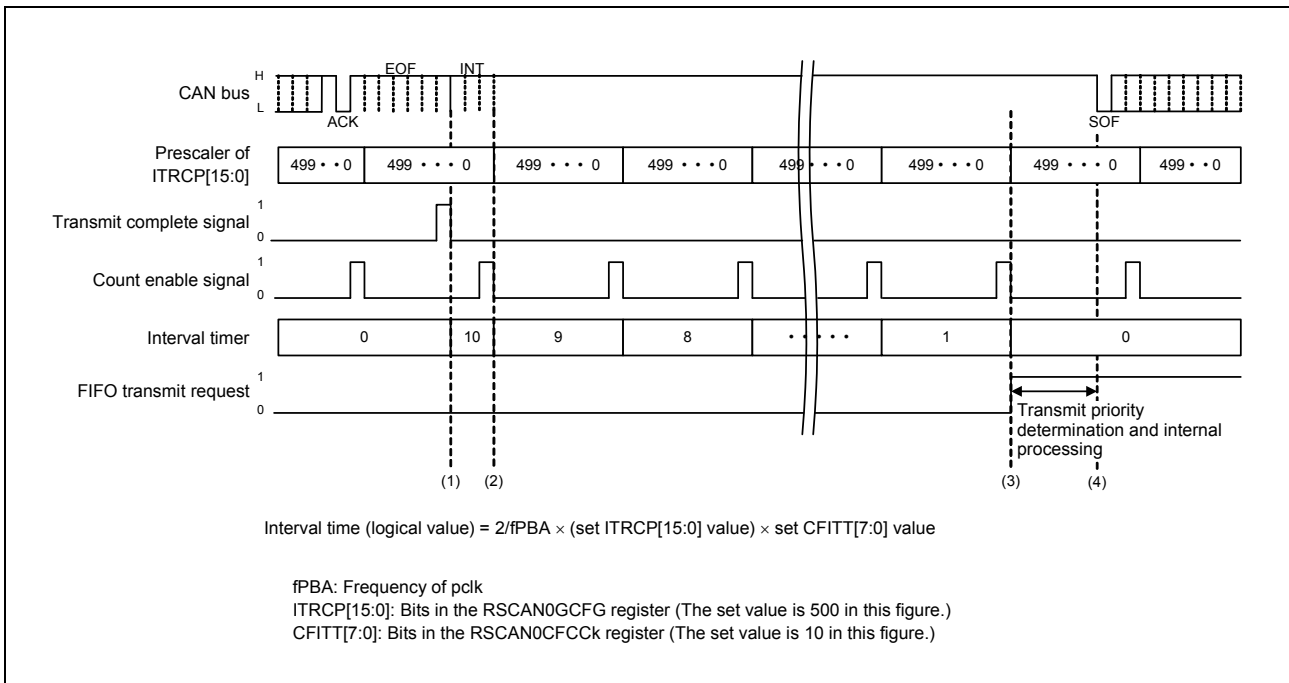 EOF INT
H
CAN bus
L
ACK SOF
Prescaler of
ITRCP[15:0]
499・・0 499・・・0 499・・・0 499・・・0 499・・・0 499・・・0 499・・・0 499・・0
1
Transmit complete signal
0
1
Count enable signal
0
Interval timer 0 10 9 8 ・・・・・ 1 0
1
FIFO transmit request
0
Transmit priority
determination and internal
processing
(1) (2) (3) (4)
Interval time (logical value) = 2/fPBA × (set ITRCP[15:0] value) × set CFITT[7:0] value
fPBA: Frequency of pclk
ITRCP[15:0]: Bits in the RSCAN0GCFG register (The set value is 500 in this figure.)
CFITT[7:0]: Bits in the RSCAN0CFCCk register (The set value is 10 in this figure.)